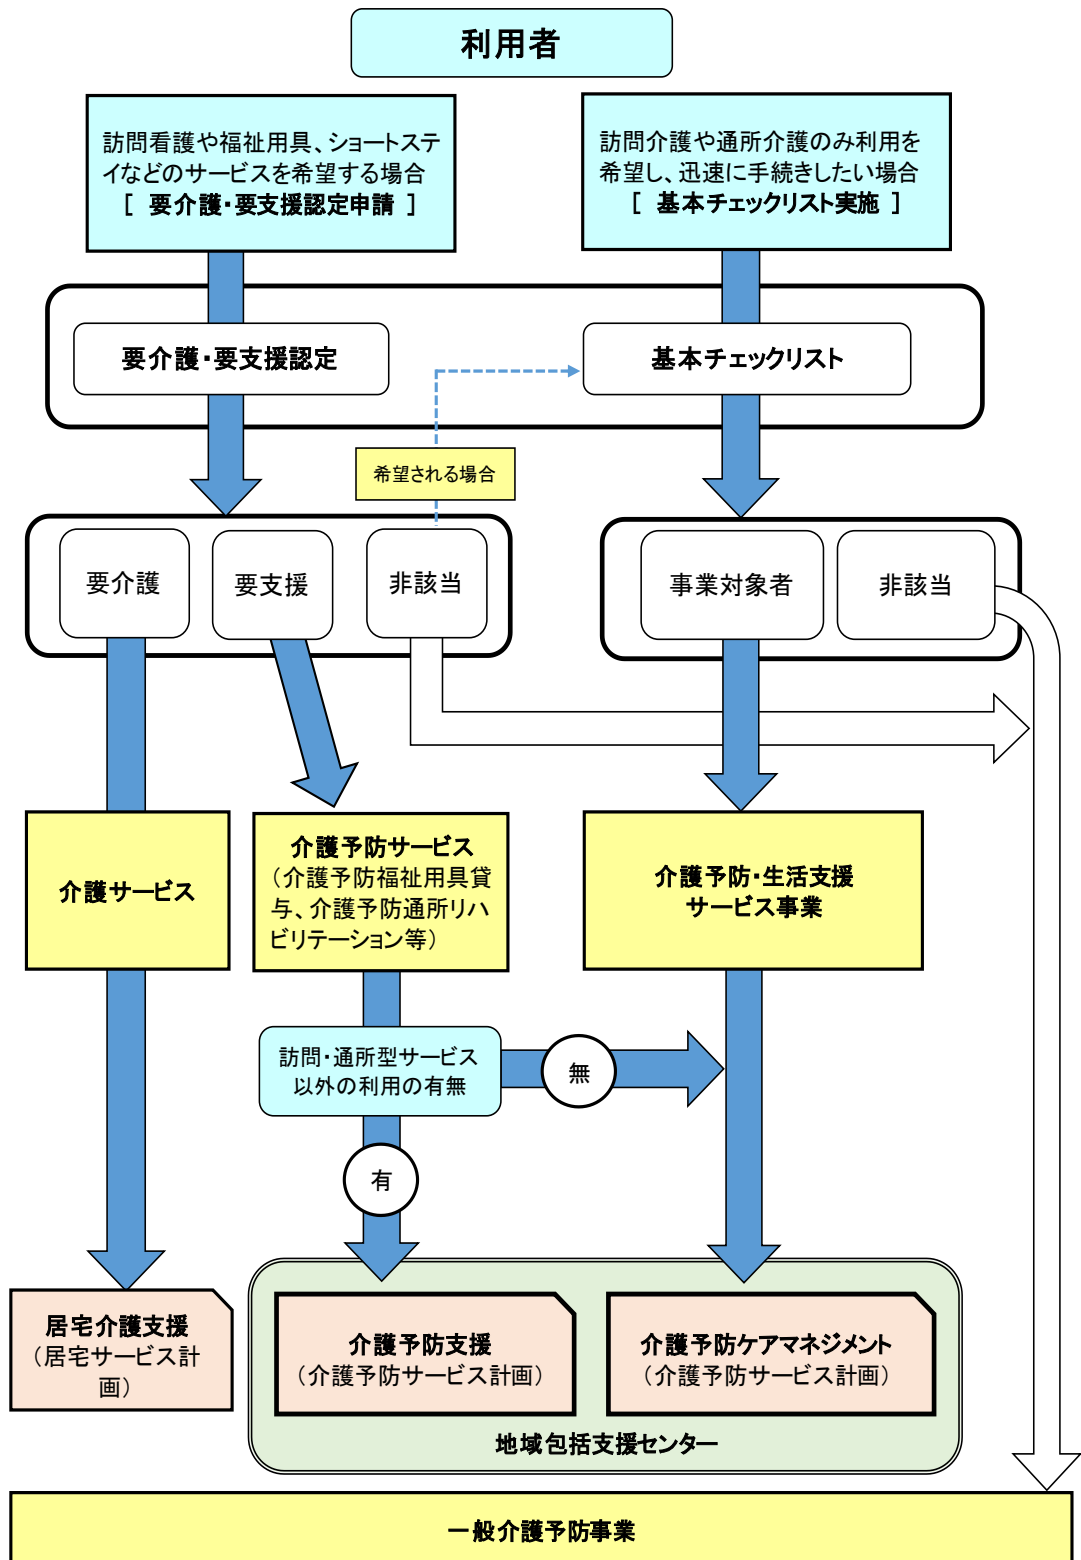 利用者
訪問看護や福祉用具、ショートステ
イなどのサービスを希望する場合
［ 要介護・要支援認定申請 ］
訪問介護や通所介護のみ利用を
希望し、迅速に手続きしたい場合
［ 基本チェックリスト実施 ］
要介護・要支援認定
基本チェックリスト
希望される場合
要介護
要支援
非該当
事業対象者
非該当
介護サービス
介護予防サービス
（介護予防福祉用具貸
与、介護予防通所リハ
ビリテーション等）
介護予防・生活支援
サービス事業
訪問・通所型サービス
以外の利用の有無
無
有
居宅介護支援
（居宅サービス計
画）
介護予防支援
（介護予防サービス計画）
介護予防ケアマネジメント
（介護予防サービス計画）
地域包括支援センター
一般介護予防事業